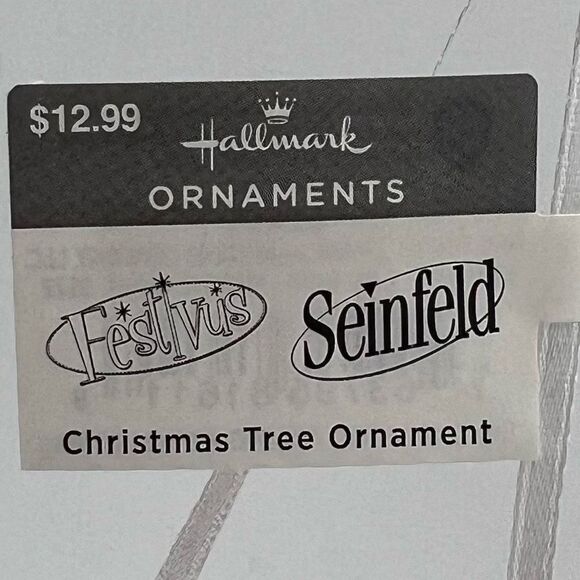 $12.99
Hallmark
ORNAMENTS
Festivus
Seinfeld
Christmas Tree Ornament